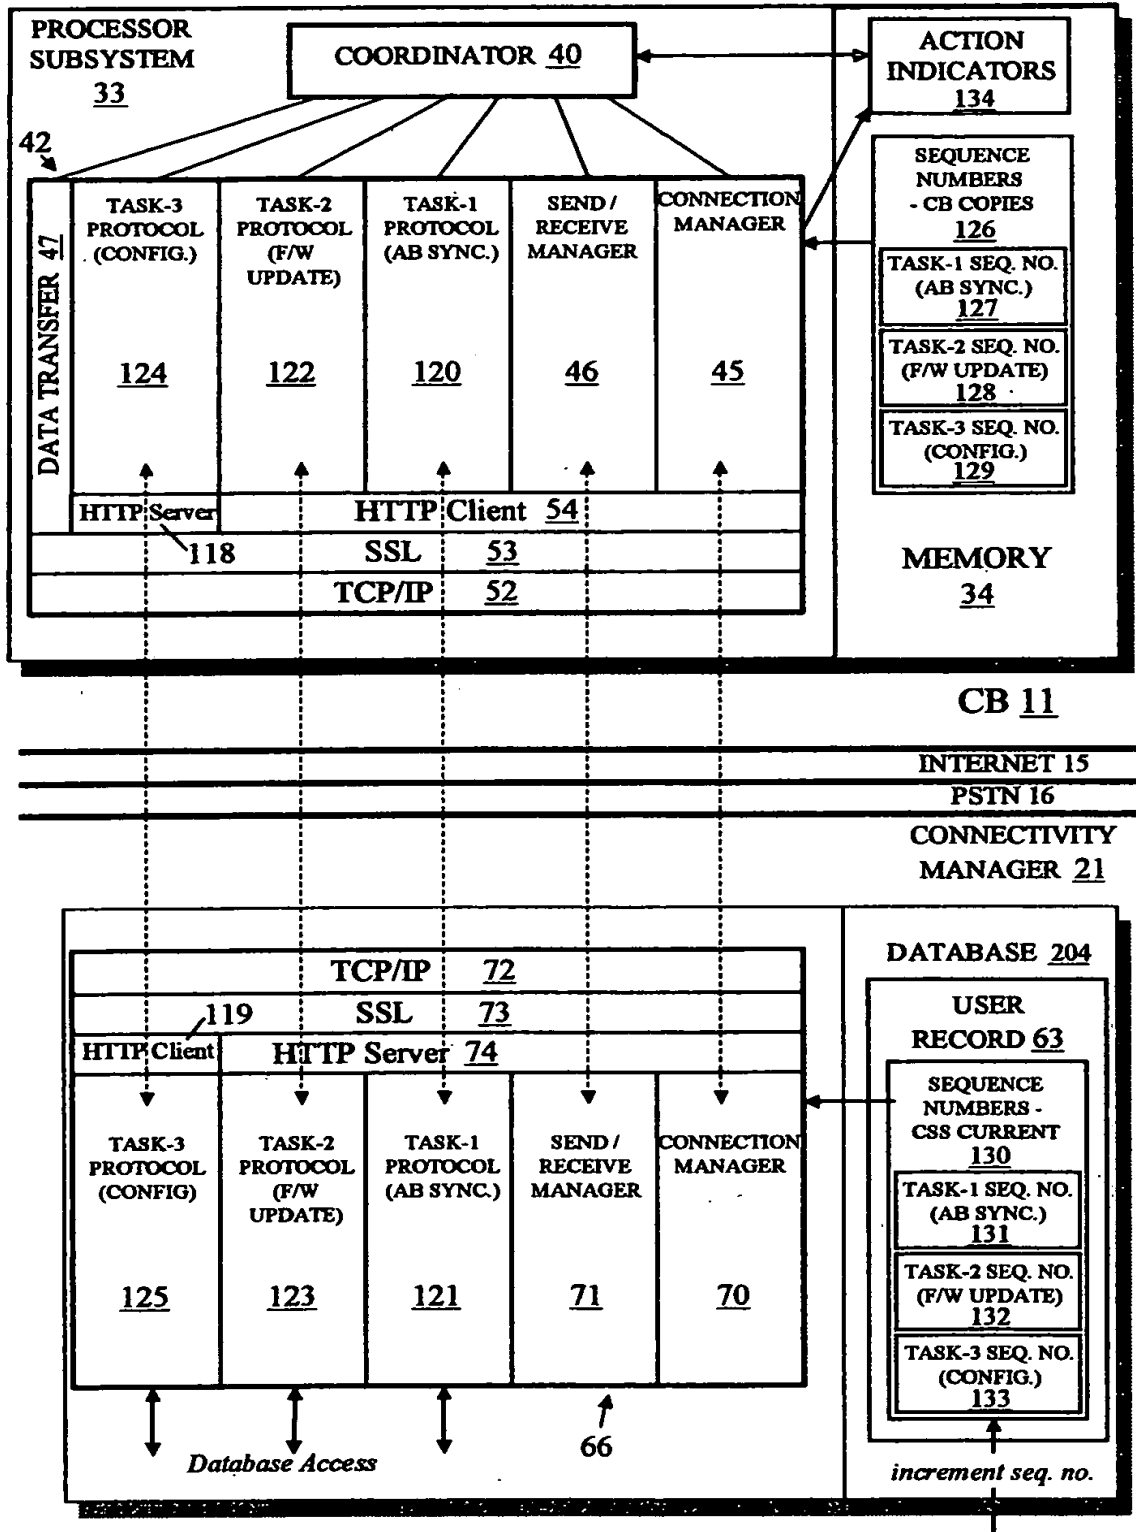 PROCESSOR
SUBSYSTEM
33
COORDINATOR 40
ACTION
INDICATORS
134
42
DATA TRANSFER 47
TASK-3
PROTOCOL
(CONFIG.)
124
TASK-2
PROTOCOL
(F/W
UPDATE)
122
TASK-1
PROTOCOL
(AB SYNC.)
120
SEND /
RECEIVE
MANAGER
46
CONNECTION
MANAGER
45
SEQUENCE
NUMBERS
- CB COPIES
126
TASK-1 SEQ. NO.
(AB SYNC.)
127
TASK-2 SEQ. NO.
(F/W UPDATE)
128
TASK-3 SEQ. NO.
(CONFIG.)
129
HTTP Server
HTTP Client 54
118
SSL 53
TCP/IP 52
MEMORY
34
CB 11
INTERNET 15
PSTN 16
CONNECTIVITY
MANAGER 21
TCP/IP 72
119
SSL 73
HTTP Client
HTTP Server 74
TASK-3
PROTOCOL
(CONFIG)
125
TASK-2
PROTOCOL
(F/W
UPDATE)
123
TASK-1
PROTOCOL
(AB SYNC.)
121
SEND /
RECEIVE
MANAGER
71
CONNECTION
MANAGER
70
DATABASE 204
USER
RECORD 63
SEQUENCE
NUMBERS -
CSS CURRENT
130
TASK-1 SEQ. NO.
(AB SYNC.)
131
TASK-2 SEQ. NO.
(F/W UPDATE)
132
TASK-3 SEQ. NO.
(CONFIG.)
133
66
Database Access
increment seq. no.